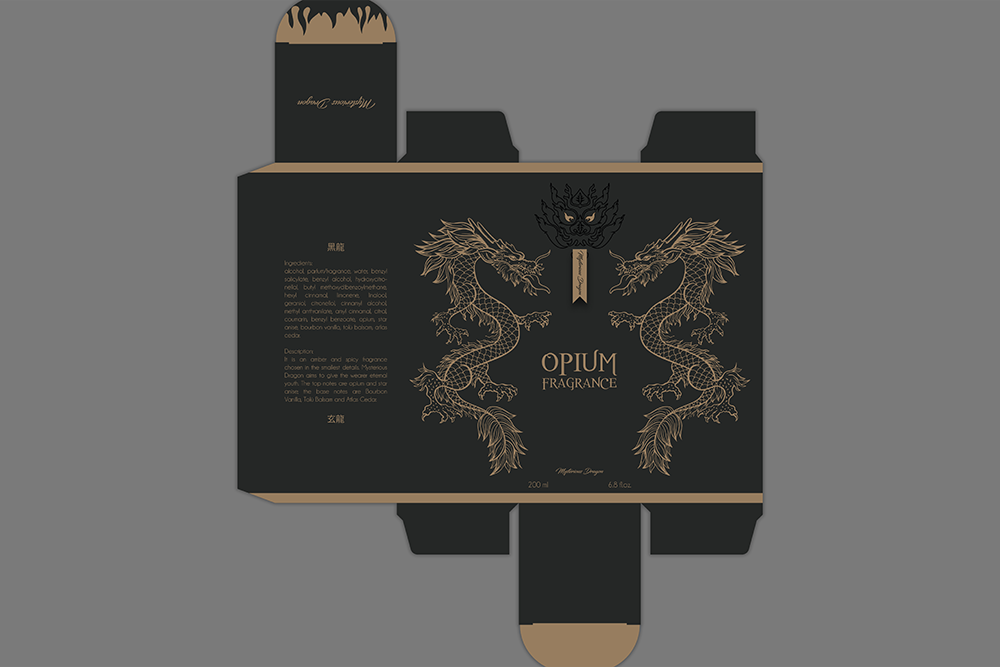 Mysterious Dragon
黑龍
Ingredients:
alcohol, parfum/fragrance, water, benzyl
salicylate, benzyl alcohol, hydroxycitro-
nellol, butyl methoxydibenzoylmethane,
hexyl cinnamal, limonene, linalool,
geraniol, citronellol, cinnamyl alcohol,
methyl anthranilate, amyl cinnamal, citral,
coumarin, benzyl benzoate, opium, star
anise, bourbon vanilla, tolu balsam, atlas
cedar.
Description:
It is an amber and spicy fragrance
chosen in the smallest details. Mysterious
Dragon aims to give the wearer eternal
youth. The top notes are opium and star
anise, the base notes are Bourbon
Vanilla, Tolu Balsam and Atlas Cedar.
玄龍
Mysterious Dragon
OPIUM
FRAGRANCE
Mysterious Dragon
200 ml 6.8 fl.oz.